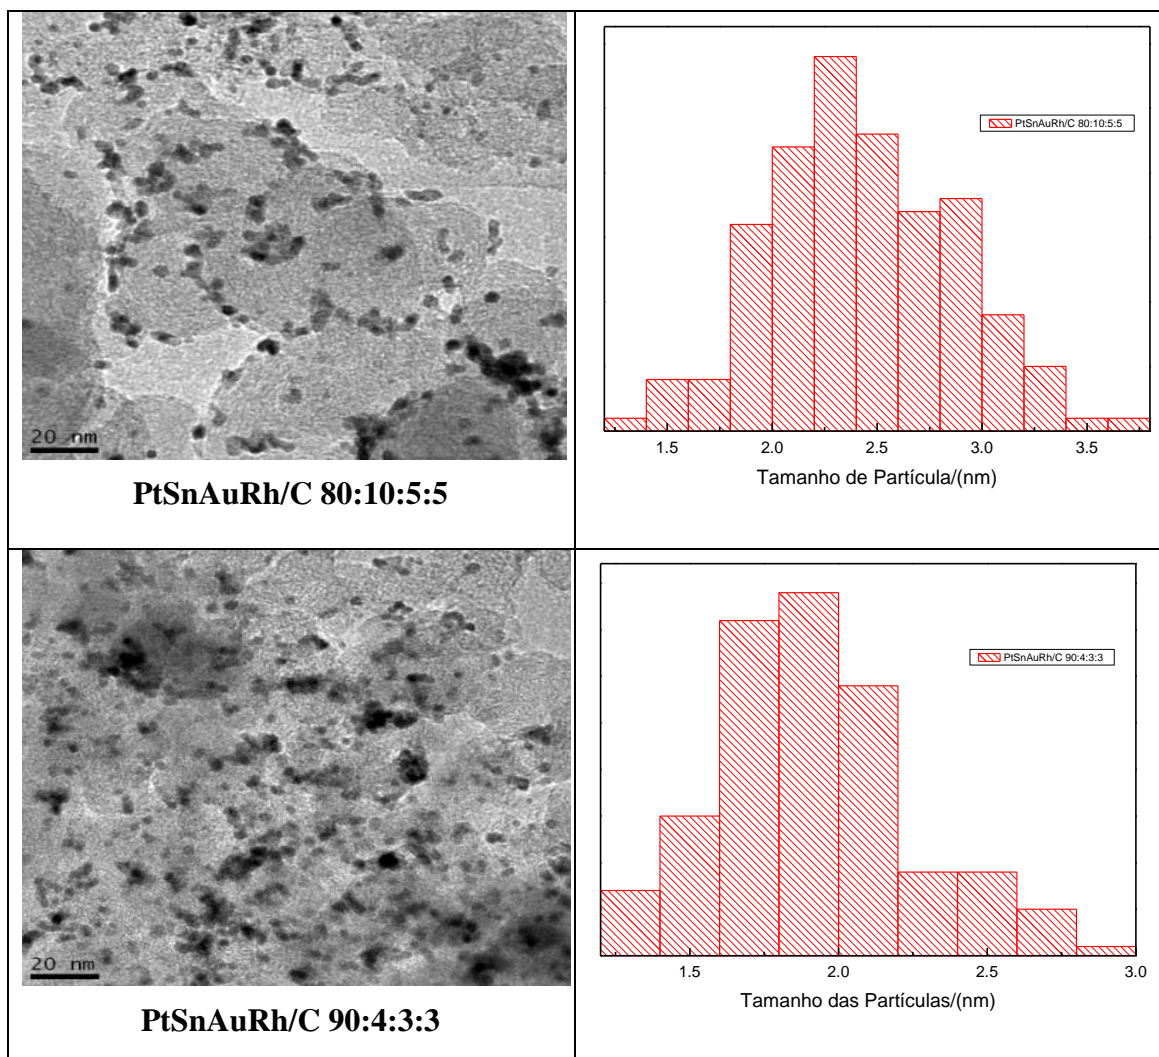 20 nm
PtSnAuRh/C 80:10:5:5
PtSnAuRh/C 80:10:5:5
1.5 2.0 2.5 3.0 3.5
Tamanho de Partícula/(nm)
20 nm
PtSnAuRh/C 90:4:3:3
PtSnAuRh/C 90:4:3:3
1.5 2.0 2.5 3.0
Tamanho das Partículas/(nm)